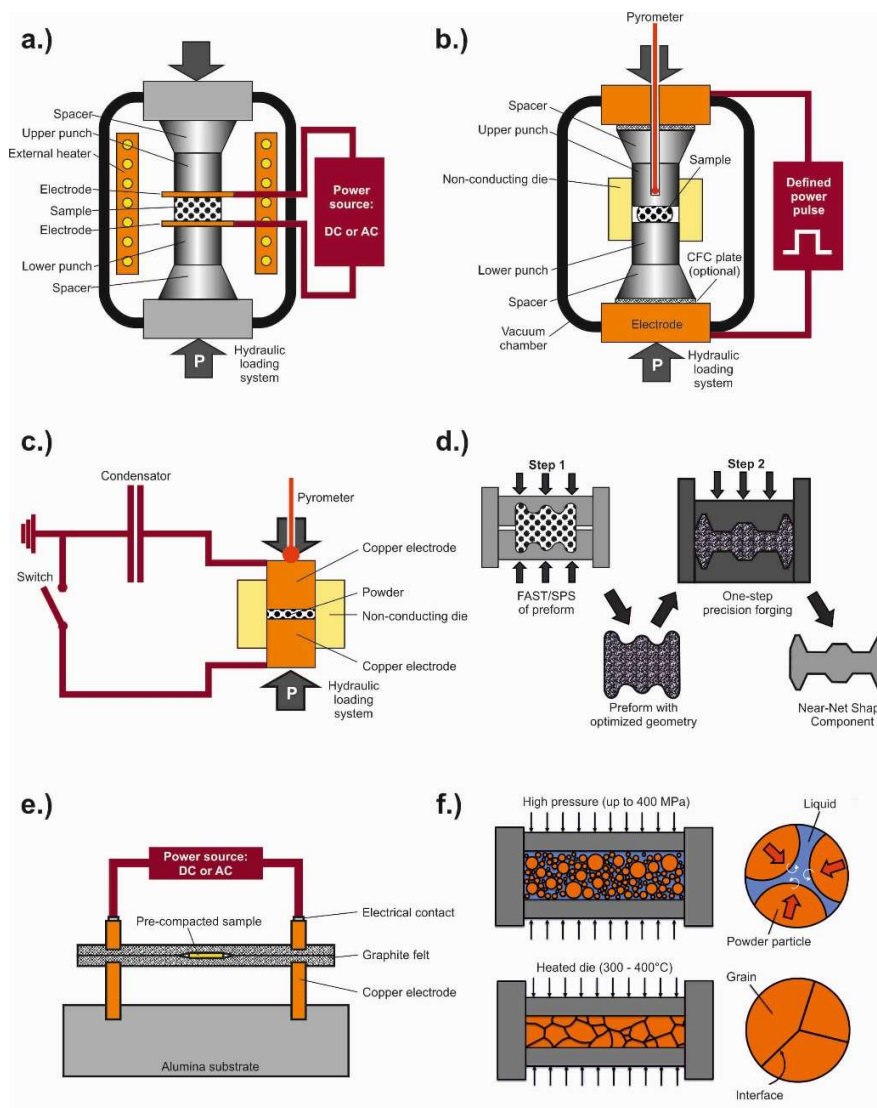 a.)
Spacer
Upper punch
External heater
Electrode
Sample
Electrode
Lower punch
Spacer
Power
source:
DC or AC
P
Hydraulic
loading
system
b.)
Pyrometer
Spacer
Upper punch
Non-conducting die
Sample
Defined
power
pulse
Lower punch
CFC plate
(optional)
Spacer
Vacuum
chamber
Electrode
P
Hydraulic
loading
system
c.)
Condensator
Pyrometer
Switch
Copper electrode
Powder
Non-conducting die
Copper electrode
P
Hydraulic
loading
system
d.)
Step 1
Step 2
FAST/SPS
of preform
One-step
precision forging
Preform with
optimized geometry
Near-Net Shap
Component
e.)
Power source:
DC or AC
Electrical contact
Pre-compacted sample
Graphite felt
Copper electrode
Alumina substrate
f.)
High pressure (up to 400 MPa)
Liquid
Powder particle
Heated die (300 - 400°C)
Grain
Interface